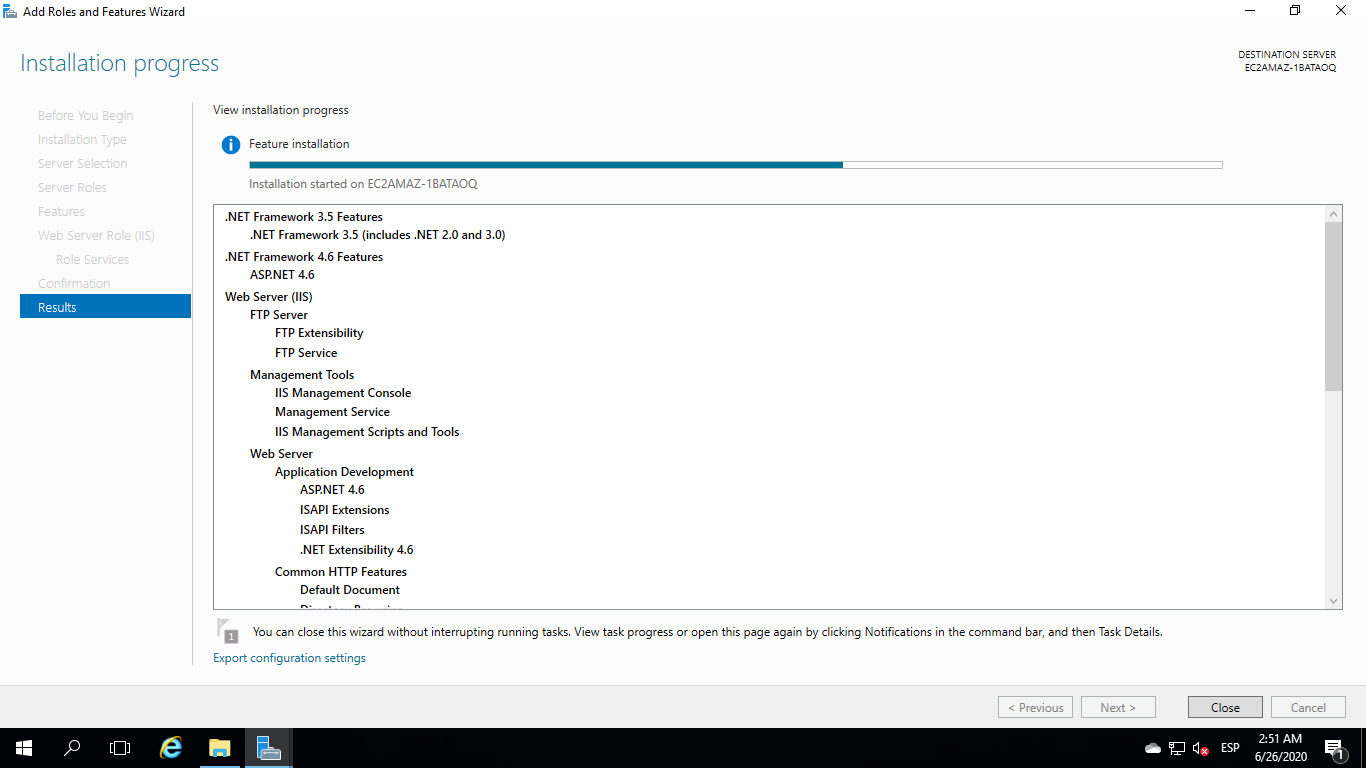 Add Roles and Features Wizard
Installation progress
DESTINATION SERVER
EC2AMAZ-1BATAOQ
Before You Begin
Installation Type
Server Selection
Server Roles
Features
Web Server Role (IIS)
Role Services
Confirmation
Results
View installation progress
Feature installation
Installation started on EC2AMAZ-1BATAOQ
.NET Framework 3.5 Features
.NET Framework 3.5 (includes .NET 2.0 and 3.0)
.NET Framework 4.6 Features
ASP.NET 4.6
Web Server (IIS)
FTP Server
FTP Extensibility
FTP Service
Management Tools
IIS Management Console
Management Service
IIS Management Scripts and Tools
Web Server
Application Development
ASP.NET 4.6
ISAPI Extensions
ISAPI Filters
.NET Extensibility 4.6
Common HTTP Features
Default Document
1
You can close this wizard without interrupting running tasks. View task progress or open this page again by clicking Notifications in the command bar, and then Task Details.
Export configuration settings
< Previous
Next >
Close
Cancel
ESP
2:51 AM
6/26/2020
1